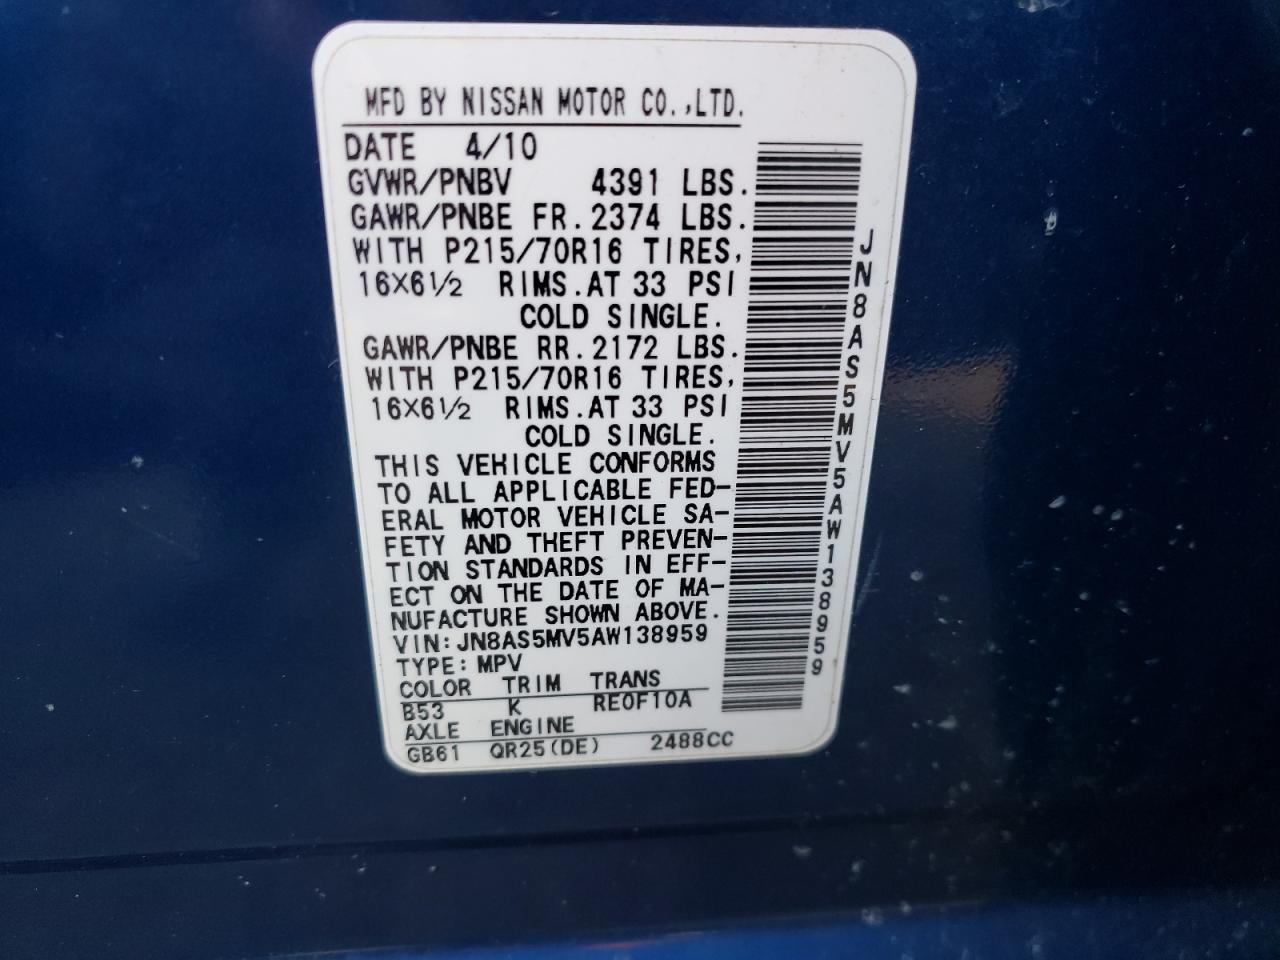 MFD BY NISSAN MOTOR CO.,LTD.
DATE 4/10
GVWR/PNBV 4391 LBS.
GAWR/PNBE FR.2374 LBS.
WITH P215/70R16 TIRES,
16×6½ RIMS.AT 33 PSI
COLD SINGLE.
GAWR/PNBE RR.2172 LBS.
WITH P215/70R16 TIRES,
16×6½ RIMS.AT 33 PSI
COLD SINGLE.
THIS VEHICLE CONFORMS
TO ALL APPLICABLE FED-
ERAL MOTOR VEHICLE SA-
FETY AND THEFT PREVEN-
TION STANDARDS IN EFF-
ECT ON THE DATE OF MA-
NUFACTURE SHOWN ABOVE.
VIN:JN8AS5MV5AW138959
TYPE:MPV
COLOR TRIM TRANS
B53 K RE0F10A
AXLE ENGINE
GB61 QR25(DE) 2488CC
JN8AS5MV5AW138959